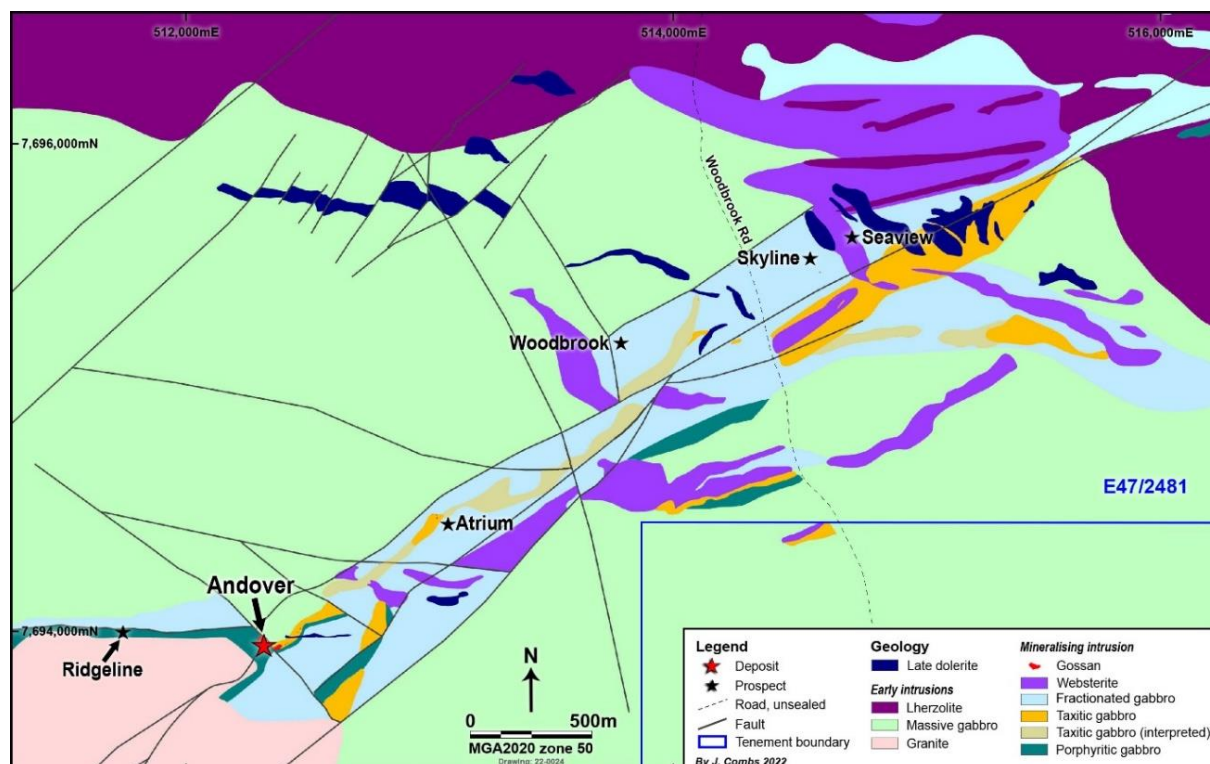 512,000mE
514,000mE
516,000mE
7,696,000mN
Woodbrook Rd
Seaview
Skyline
Woodbrook
E47/2481
Atrium
Andover
7,694,000mN
Ridgeline
N
0 500m
MGA2020 zone 50
Drawing: 22-0024
Legend
Deposit
Prospect
Road, unsealed
Fault
Tenement boundary
By J. Combs 2022
Geology
Late dolerite
Early intrusions
Lherzolite
Massive gabbro
Granite
Mineralising intrusion
Gossan
Websterite
Fractionated gabbro
Taxitic gabbro
Taxitic gabbro (interpreted)
Porphyritic gabbro